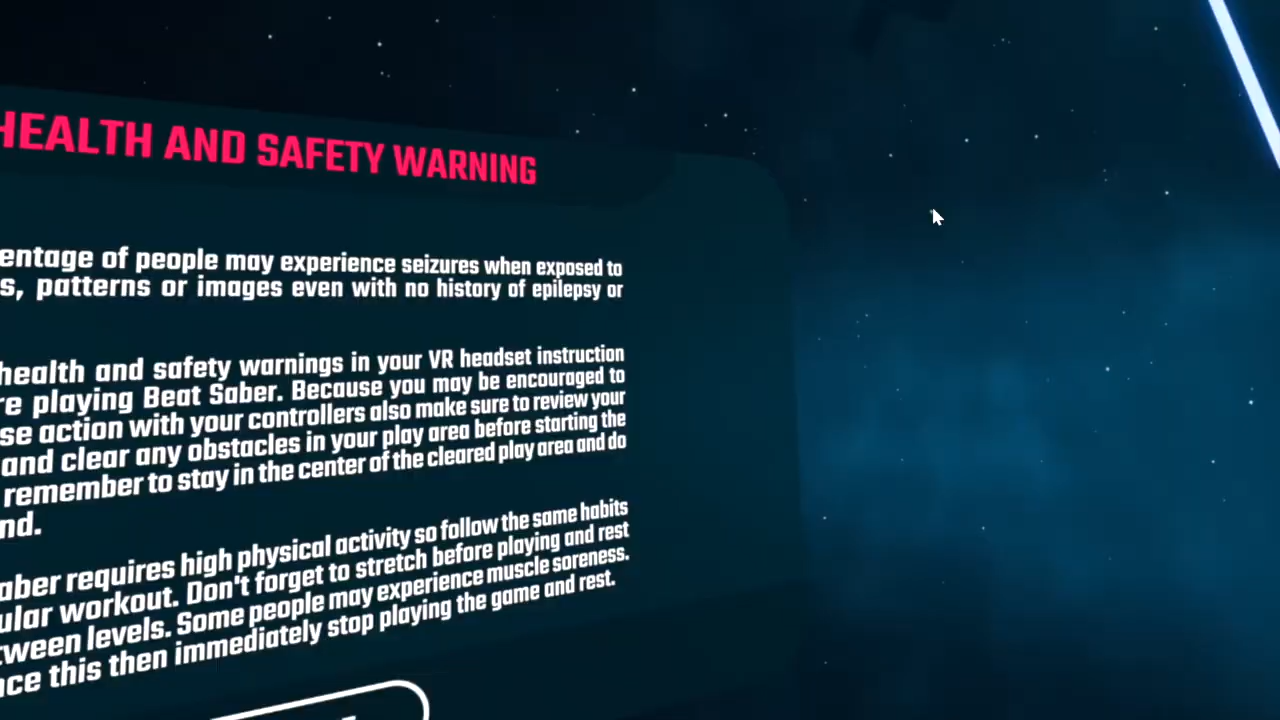 HEALTH AND SAFETY WARNING
entage of people may experience seizures when exposed to
s, patterns or images even with no history of epilepsy or
health and safety warnings in your VR headset instruction
re playing Beat Saber. Because you may be encouraged to
se action with your controllers also make sure to review your
and clear any obstacles in your play area before starting the
remember to stay in the center of the cleared play area and do
nd.
aber requires high physical activity so follow the same habits
ular workout. Don't forget to stretch before playing and rest
tween levels. Some people may experience muscle soreness.
nce this then immediately stop playing the game and rest.